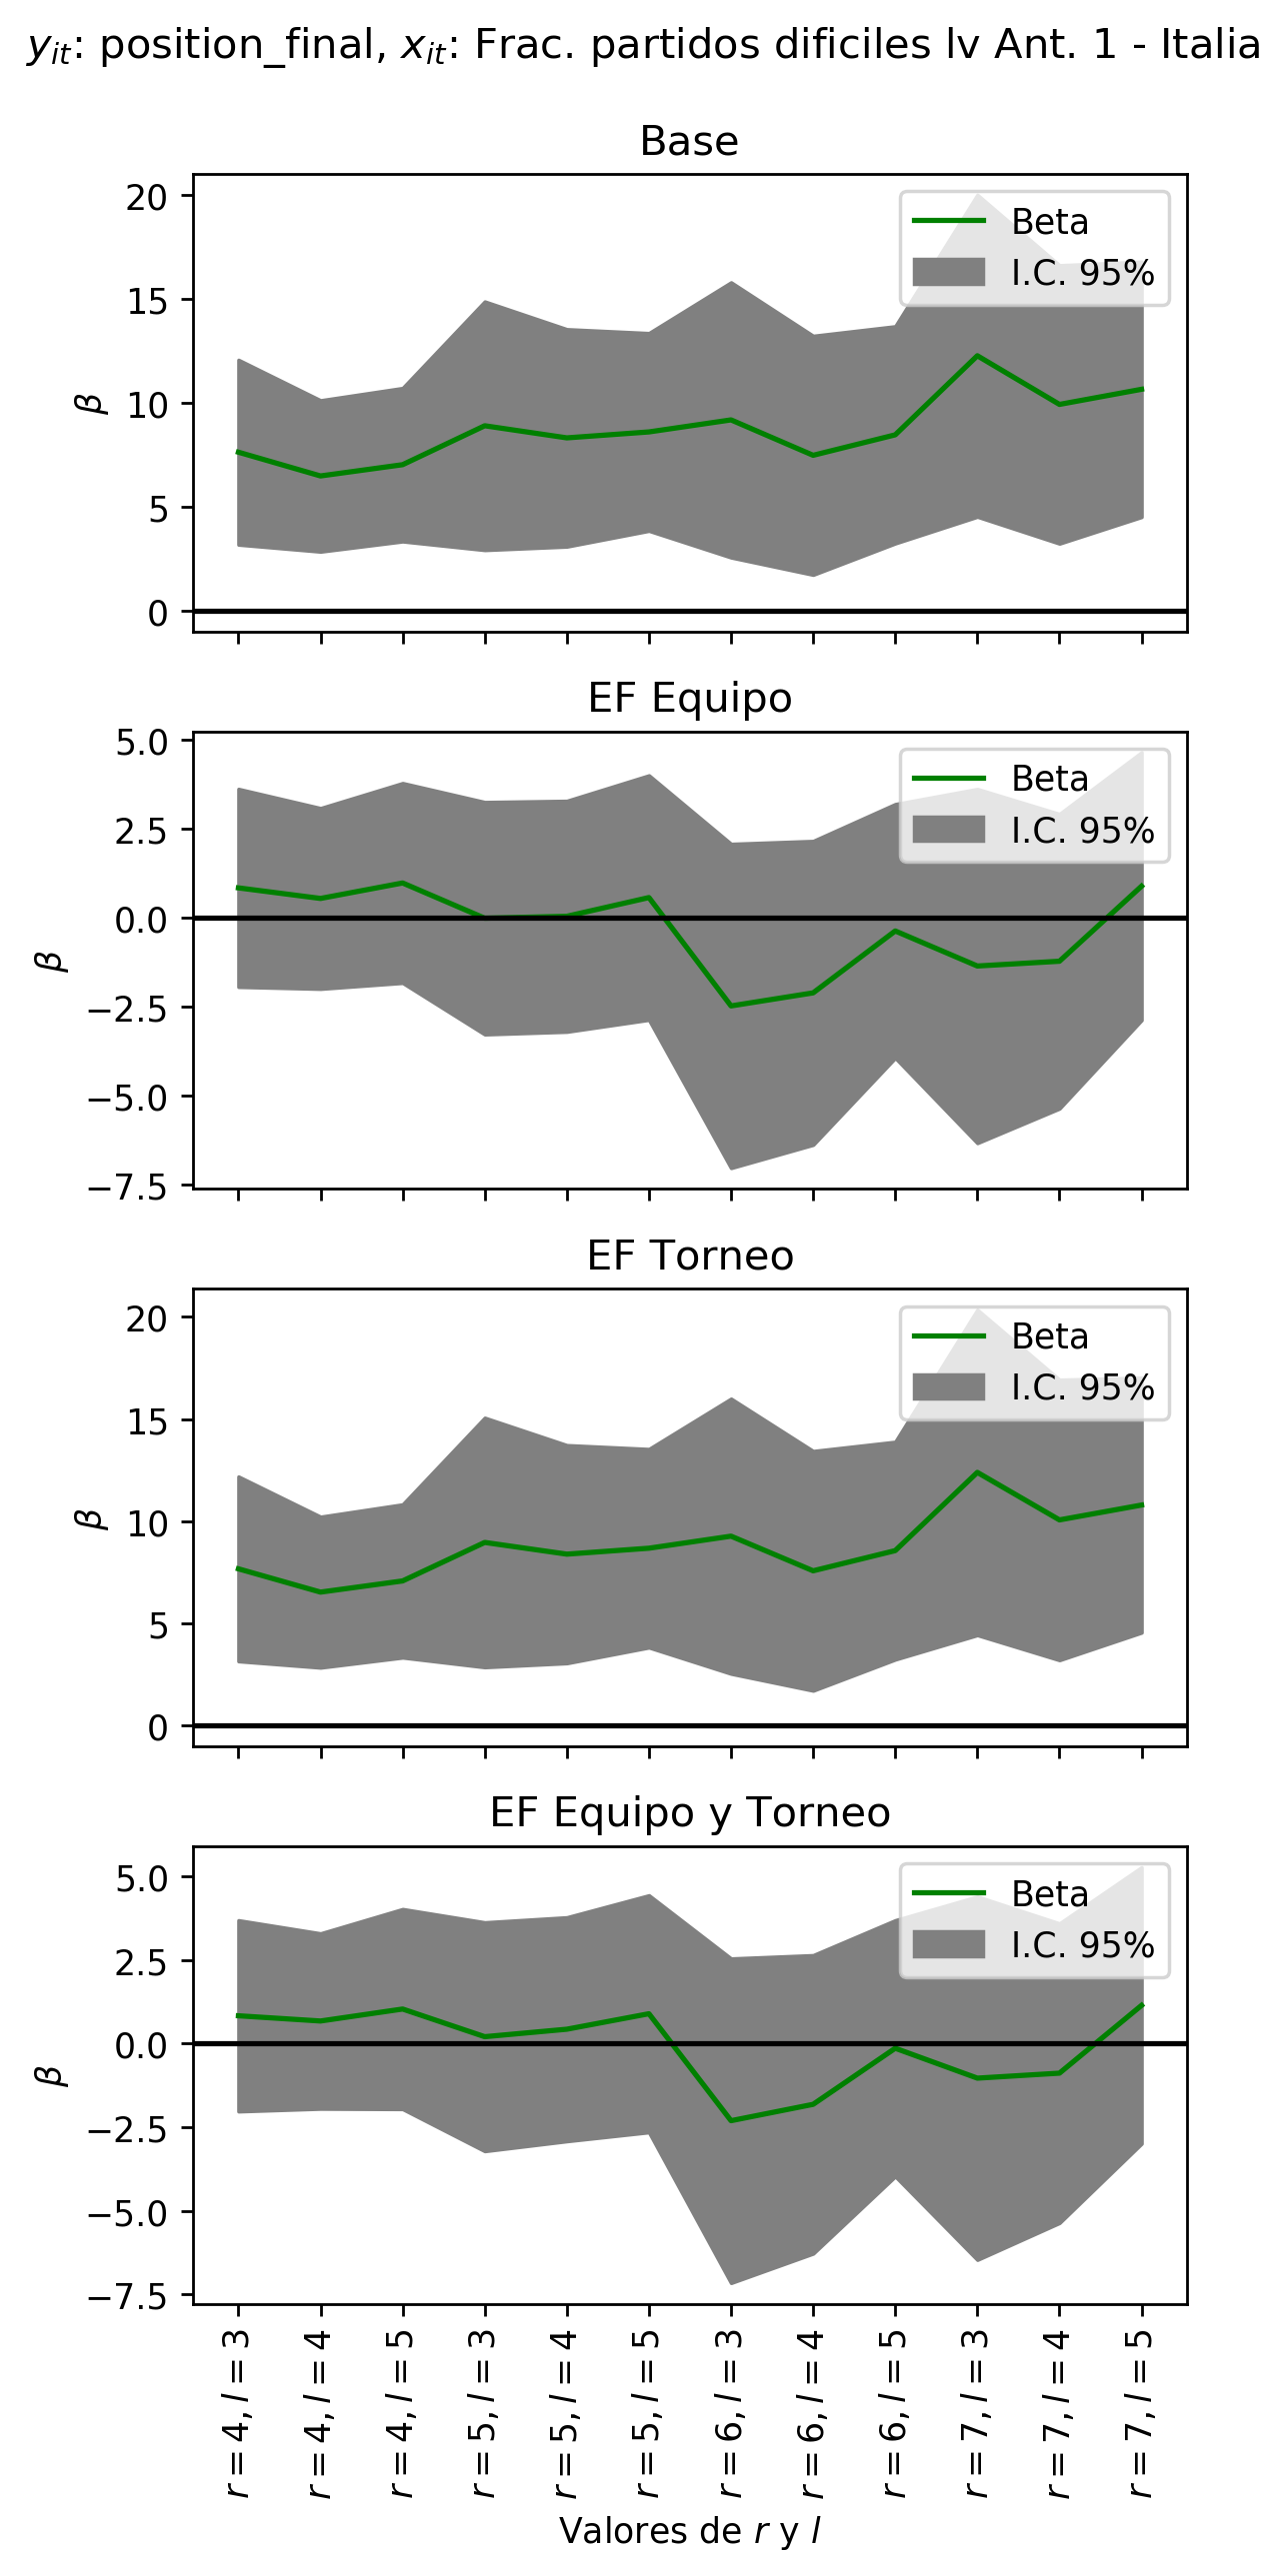 y_{it}: position_final, x_{it}: Frac. partidos dificiles lv Ant. 1 - Italia
Base
20
15
10
5
0
β
Beta
I.C. 95%
EF Equipo
5.0
2.5
0.0
−2.5
−5.0
−7.5
β
Beta
I.C. 95%
EF Torneo
20
15
10
5
0
β
Beta
I.C. 95%
EF Equipo y Torneo
5.0
2.5
0.0
−2.5
−5.0
−7.5
β
Beta
I.C. 95%
r = 4, l = 3
r = 4, l = 4
r = 4, l = 5
r = 5, l = 3
r = 5, l = 4
r = 5, l = 5
r = 6, l = 3
r = 6, l = 4
r = 6, l = 5
r = 7, l = 3
r = 7, l = 4
r = 7, l = 5
Valores de r y l